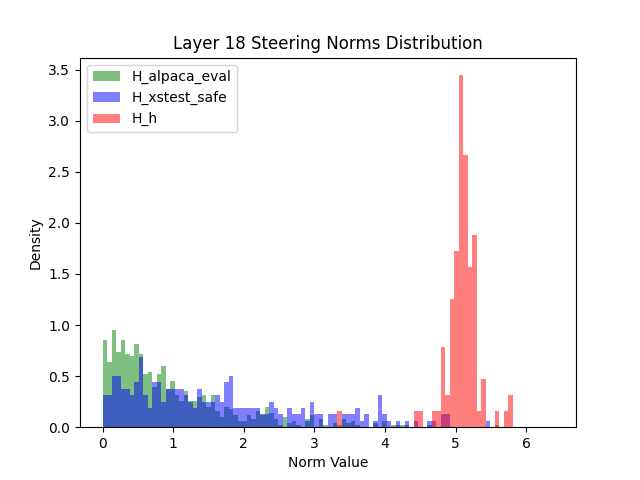 Layer 18 Steering Norms Distribution
H_alpaca_eval
H_xstest_safe
H_h
Density
3.5
3.0
2.5
2.0
1.5
1.0
0.5
0.0
0 1 2 3 4 5 6
Norm Value